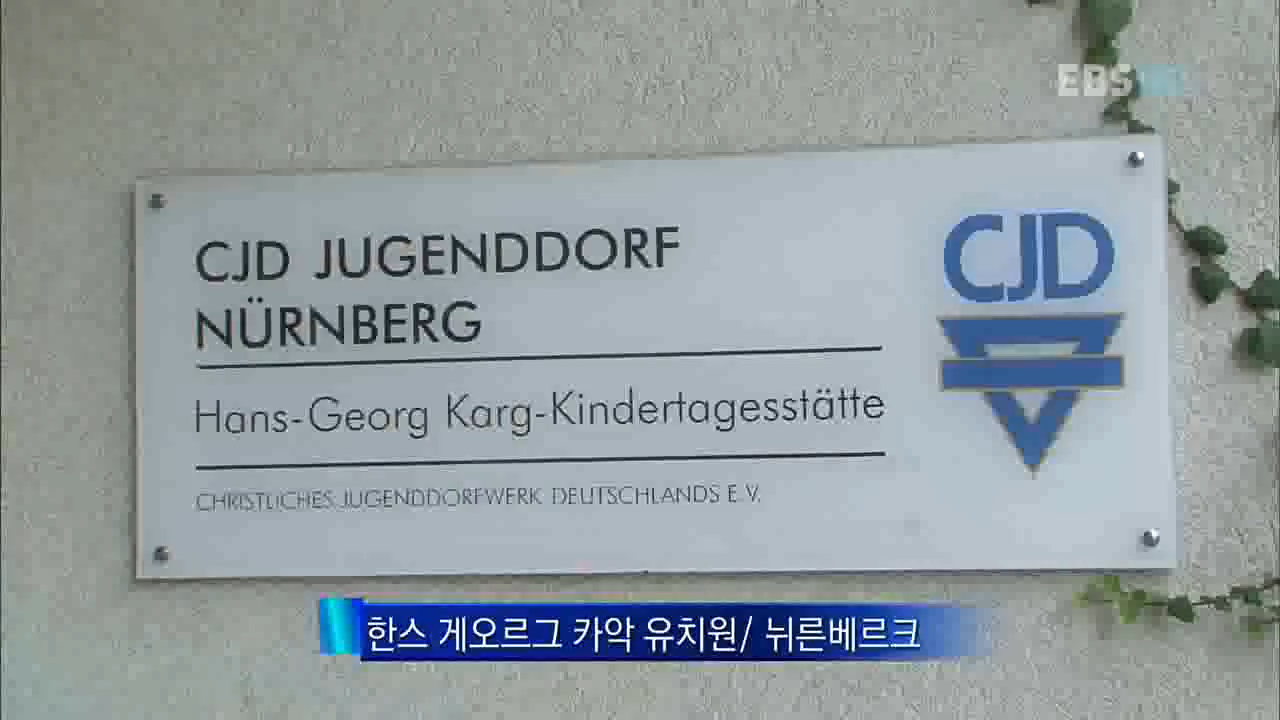 EBS
CJD JUGENDDORF
NÜRNBERG
Hans-Georg Karg-Kindertagesstätte
CHRISTLICHES JUGENDDORFWERK DEUTSCHLANDS E.V.
CJD
한스 게오르그 카악 유치원/ 뉘른베르크